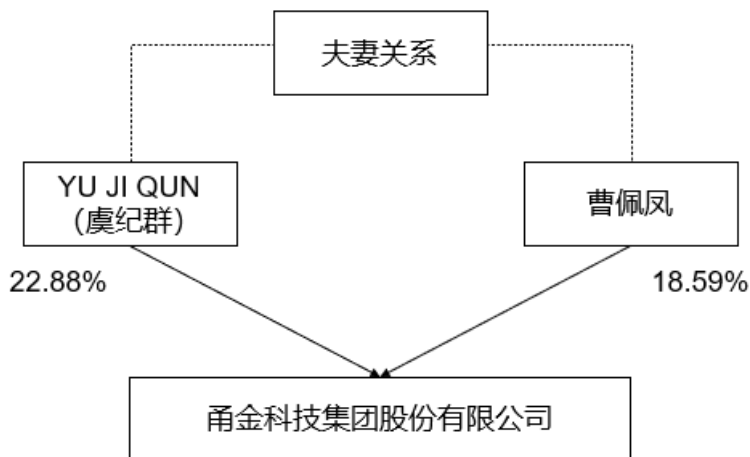 夫妻关系
YU JI QUN
（虞纪群）
曹佩凤
22.88%
18.59%
甬金科技集团股份有限公司